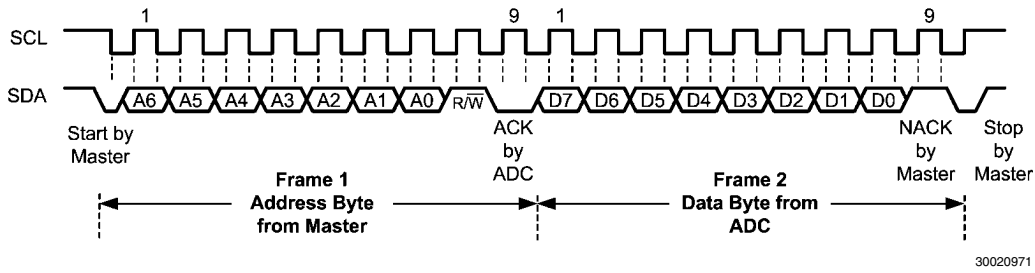 1 9 1 9
SCL
SDA A6 A5 A4 A3 A2 A1 A0 R/W̅ D7 D6 D5 D4 D3 D2 D1 D0
Start by
Master
ACK
by
ADC
NACK
by
Master
Stop
by
Master
Frame 1
Address Byte
from Master
Frame 2
Data Byte from
ADC
30020971